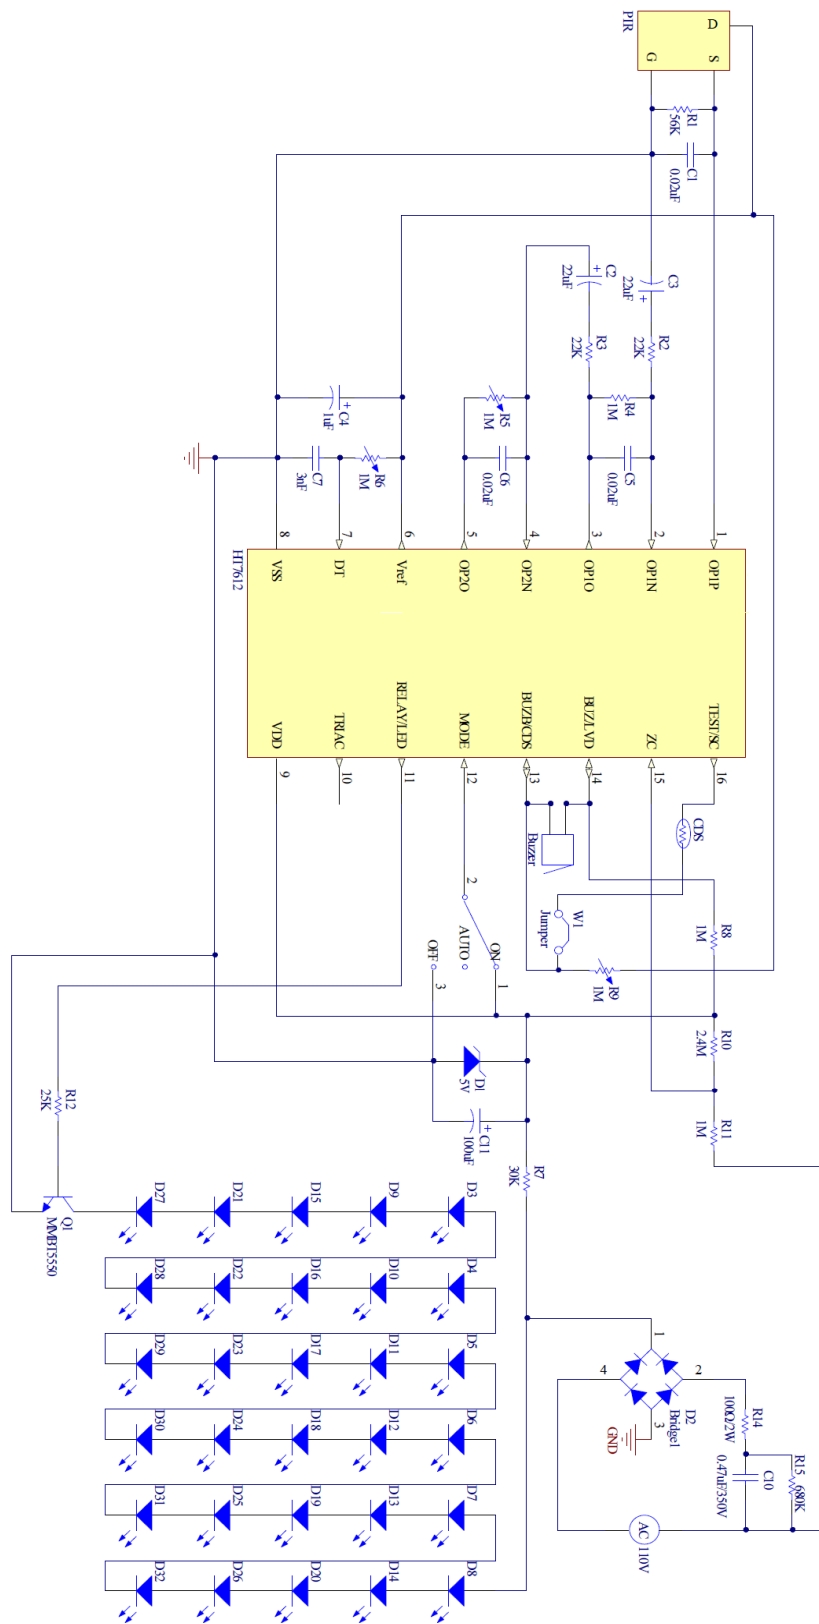 PIR
D
G
S
R1
56K
C1
0.02uF
C2
22uF
C3
22uF
R3
22K
R2
22K
C4
1uF
R5
1M
R4
1M
C7
3nF
R6
1M
C6
0.02uF
C5
0.02uF
8
7
6
5
4
3
2
1
HT7612
VSS
DT
Vref
OP2O
OP2N
OP1O
OP1N
OP1P
VDD
TRIAC
RELAY/LED
MODE
BUZB/CDS
BUZ/LVD
ZC
TEST/SC
9
10
11
12
13
14
15
16
Buzzer
CDS
W1
Jumper
2
AUTO
ON
OFF
1
3
R8
1M
R9
1M
R10
2.4M
R11
1M
D1
5V
C11
100uF
R7
30K
R12
25K
Q1
MMBT5550
D27
D21
D15
D9
D3
D28
D22
D16
D10
D4
D29
D23
D17
D11
D5
D30
D24
D18
D12
D6
D31
D25
D19
D13
D7
D32
D26
D20
D14
D8
1
2
3
4
D2
Bridge1
GND
R14
100Ω/2W
C10
0.47uF/350V
R15
680K
AC
110V